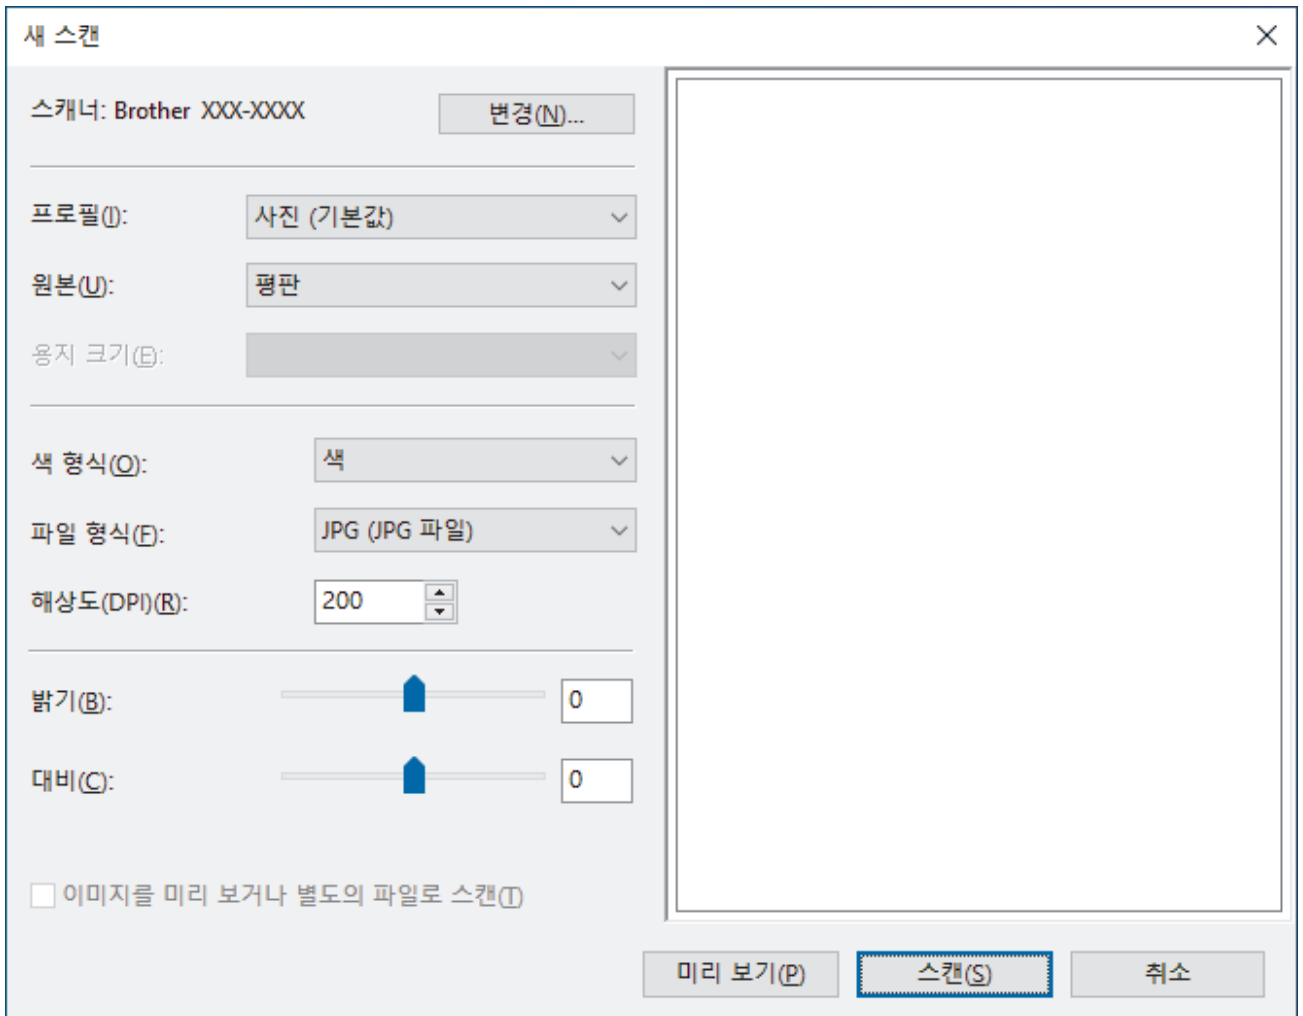 새 스캔
스캐너: Brother XXX-XXXX
변경(N)...
프로필(I):
사진 (기본값)
원본(U):
평판
용지 크기(E):
색 형식(O):
색
파일 형식(F):
JPG (JPG 파일)
해상도(DPI)(R):
200
밝기(B):
0
대비(C):
0
이미지를 미리 보거나 별도의 파일로 스캔(T)
미리 보기(P)
스캔(S)
취소